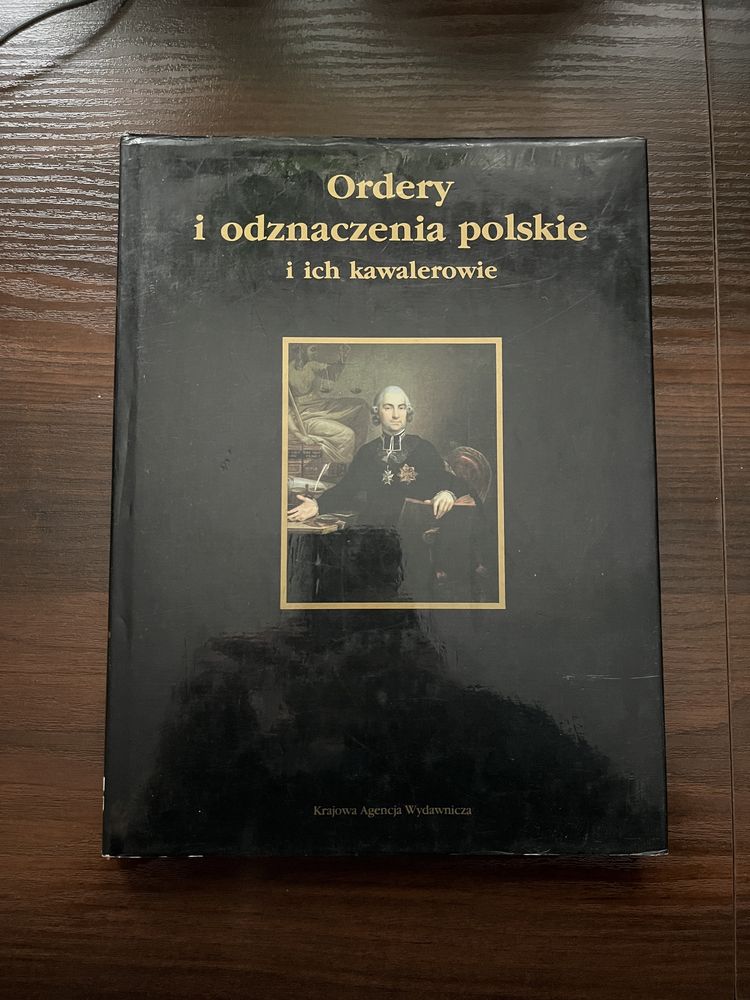 Ordery
i odznaczenia polskie
i ich kawalerowie
Krajowa Agencja Wydawnicza